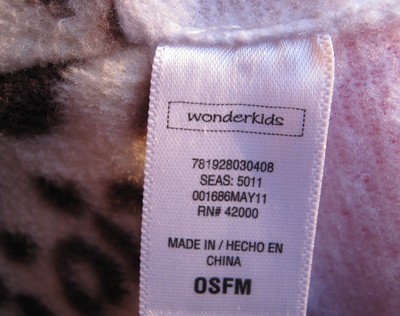 wonderkids
781928030408
SEAS: 5011
001686MAY11
RN# 42000
MADE IN / HECHO EN
CHINA
OSFM